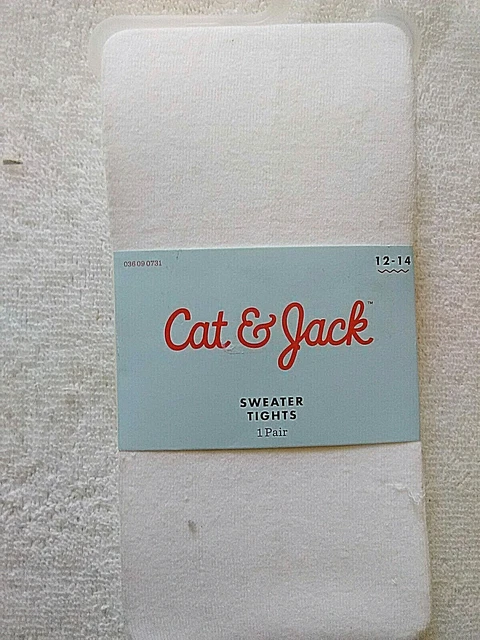 036 09 0731
12-14
Cat & Jack™
SWEATER
TIGHTS
1 Pair